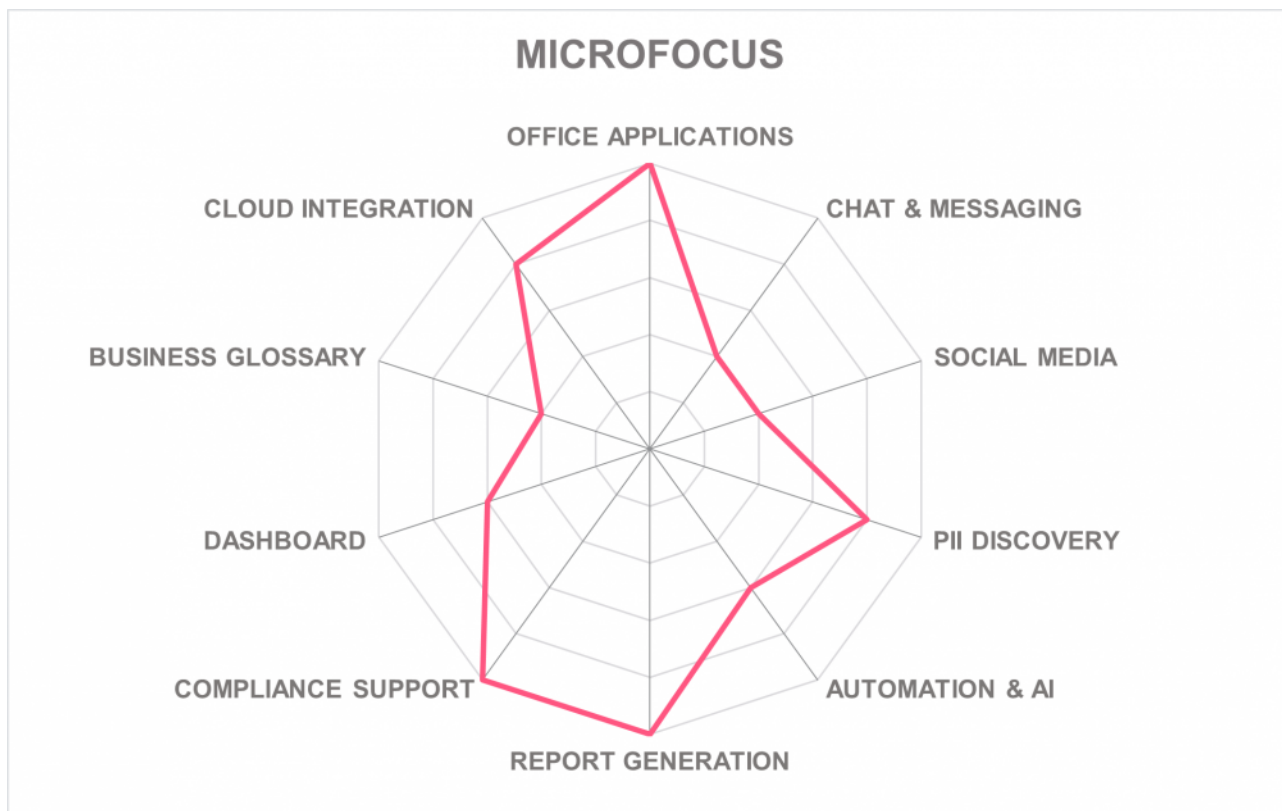 MICROFOCUS
OFFICE APPLICATIONS
CLOUD INTEGRATION
CHAT & MESSAGING
BUSINESS GLOSSARY
SOCIAL MEDIA
DASHBOARD
PII DISCOVERY
COMPLIANCE SUPPORT
AUTOMATION & AI
REPORT GENERATION